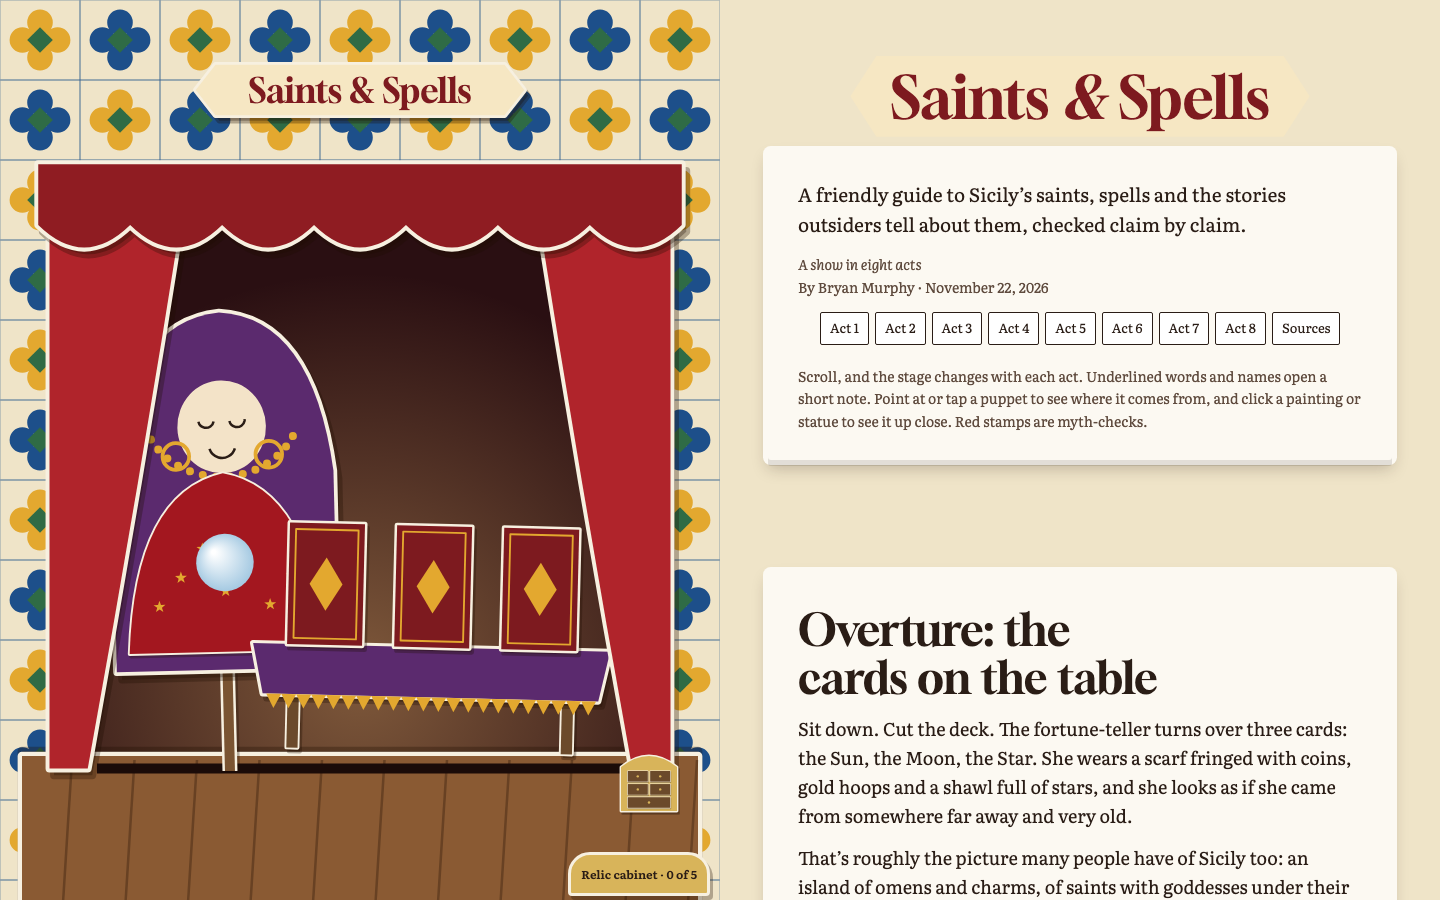 Saints & Spells
Relic cabinet · 0 of 5
Saints & Spells
A friendly guide to Sicily’s saints, spells and the stories
outsiders tell about them, checked claim by claim.
A show in eight acts
By Bryan Murphy · November 22, 2026
Act 1 Act 2 Act 3 Act 4 Act 5 Act 6 Act 7 Act 8 Sources
Scroll, and the stage changes with each act. Underlined words and names open a
short note. Point at or tap a puppet to see where it comes from, and click a painting or
statue to see it up close. Red stamps are myth-checks.
Overture: the
cards on the table
Sit down. Cut the deck. The fortune-teller turns over three cards:
the Sun, the Moon, the Star. She wears a scarf fringed with coins,
gold hoops and a shawl full of stars, and she looks as if she came
from somewhere far away and very old.
That’s roughly the picture many people have of Sicily too: an
island of omens and charms, of saints with goddesses under their